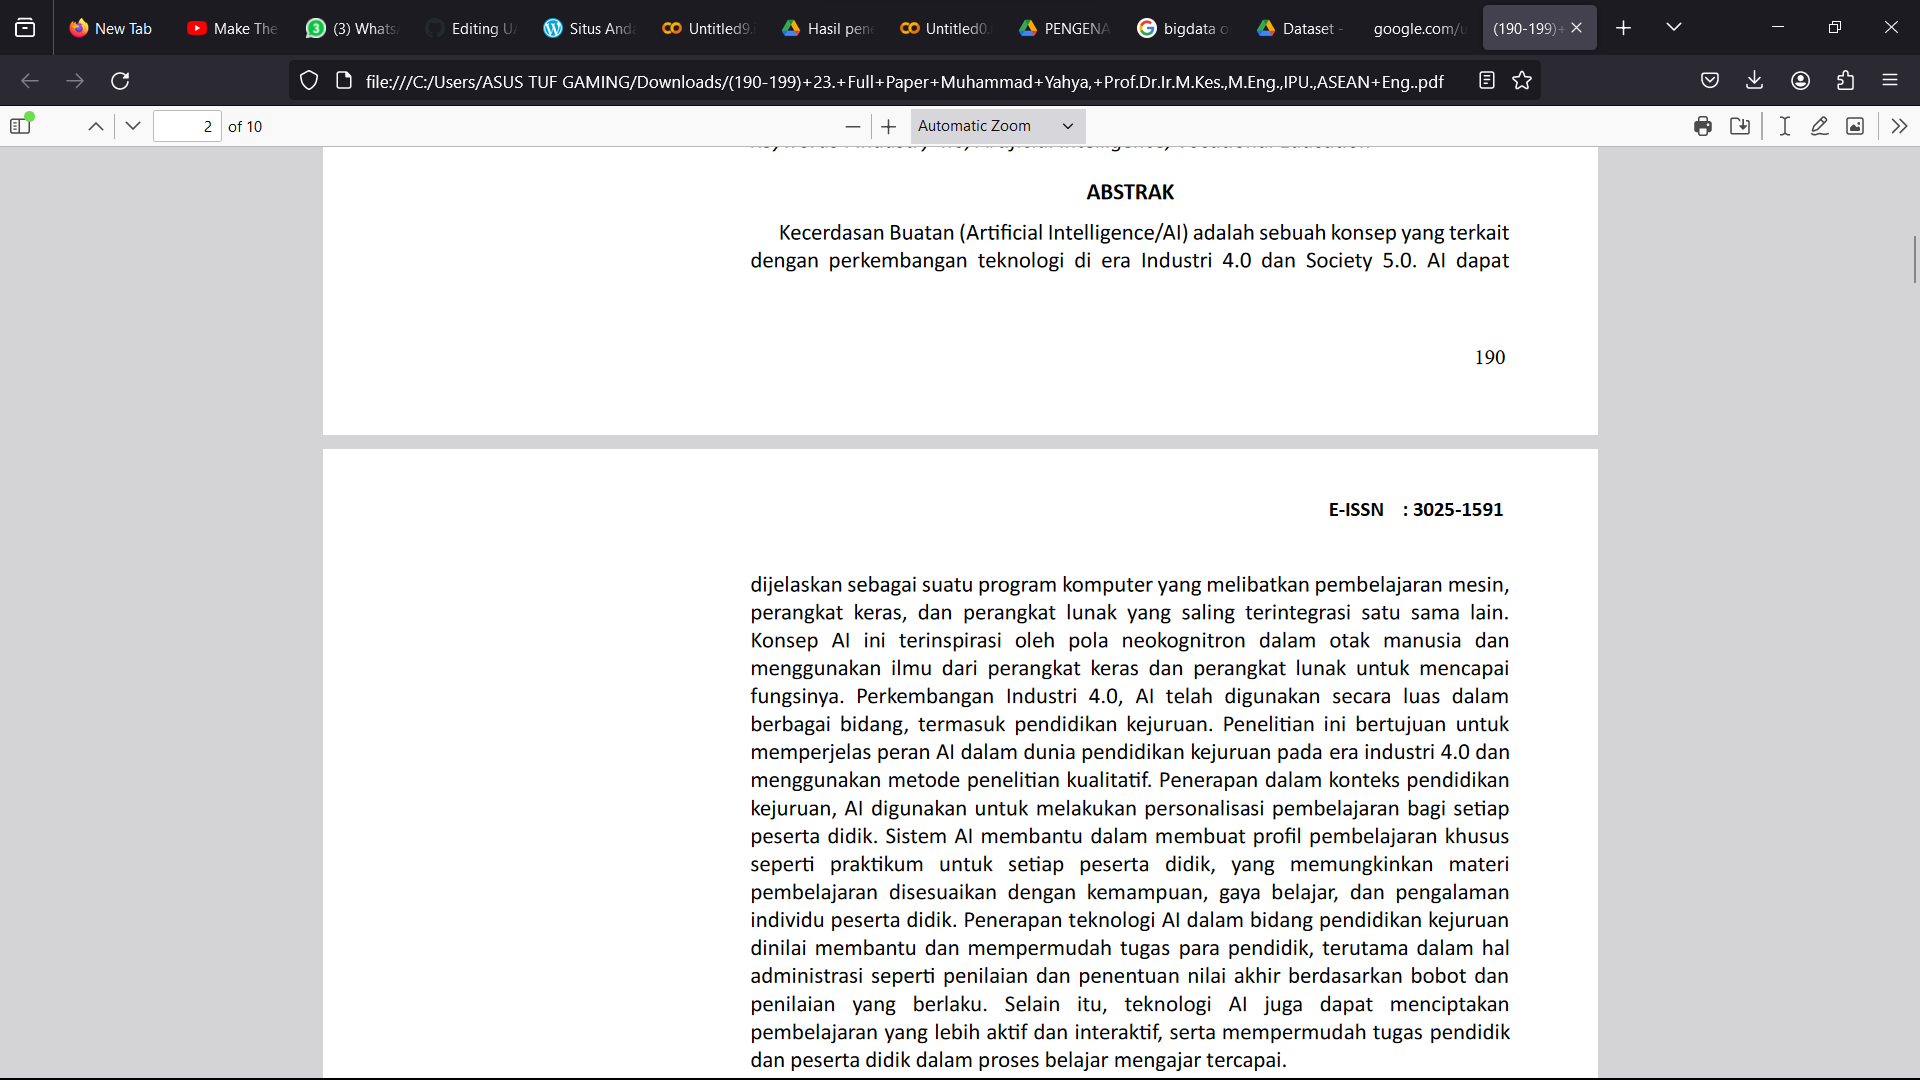 New Tab
Make The
(3) Whats
Editing U
Situs And
Untitled9.
Hasil pen
Untitled0.
PENGENA
bigdata o
Dataset -
google.com/u
(190-199)+
file:///C:/Users/ASUS TUF GAMING/Downloads/(190-199)+23.+Full+Paper+Muhammad+Yahya,+Prof.Dr.Ir.M.Kes.,M.Eng.,IPU.,ASEAN+Eng..pdf
2 of 10
Automatic Zoom
ABSTRAK
Kecerdasan Buatan (Artificial Intelligence/AI) adalah sebuah konsep yang terkait
dengan perkembangan teknologi di era Industri 4.0 dan Society 5.0. AI dapat
190
E-ISSN : 3025-1591
dijelaskan sebagai suatu program komputer yang melibatkan pembelajaran mesin,
perangkat keras, dan perangkat lunak yang saling terintegrasi satu sama lain.
Konsep AI ini terinspirasi oleh pola neokognitron dalam otak manusia dan
menggunakan ilmu dari perangkat keras dan perangkat lunak untuk mencapai
fungsinya. Perkembangan Industri 4.0, AI telah digunakan secara luas dalam
berbagai bidang, termasuk pendidikan kejuruan. Penelitian ini bertujuan untuk
memperjelas peran AI dalam dunia pendidikan kejuruan pada era industri 4.0 dan
menggunakan metode penelitian kualitatif. Penerapan dalam konteks pendidikan
kejuruan, AI digunakan untuk melakukan personalisasi pembelajaran bagi setiap
peserta didik. Sistem AI membantu dalam membuat profil pembelajaran khusus
seperti praktikum untuk setiap peserta didik, yang memungkinkan materi
pembelajaran disesuaikan dengan kemampuan, gaya belajar, dan pengalaman
individu peserta didik. Penerapan teknologi AI dalam bidang pendidikan kejuruan
dinilai membantu dan mempermudah tugas para pendidik, terutama dalam hal
administrasi seperti penilaian dan penentuan nilai akhir berdasarkan bobot dan
penilaian yang berlaku. Selain itu, teknologi AI juga dapat menciptakan
pembelajaran yang lebih aktif dan interaktif, serta mempermudah tugas pendidik
dan peserta didik dalam proses belajar mengajar tercapai.